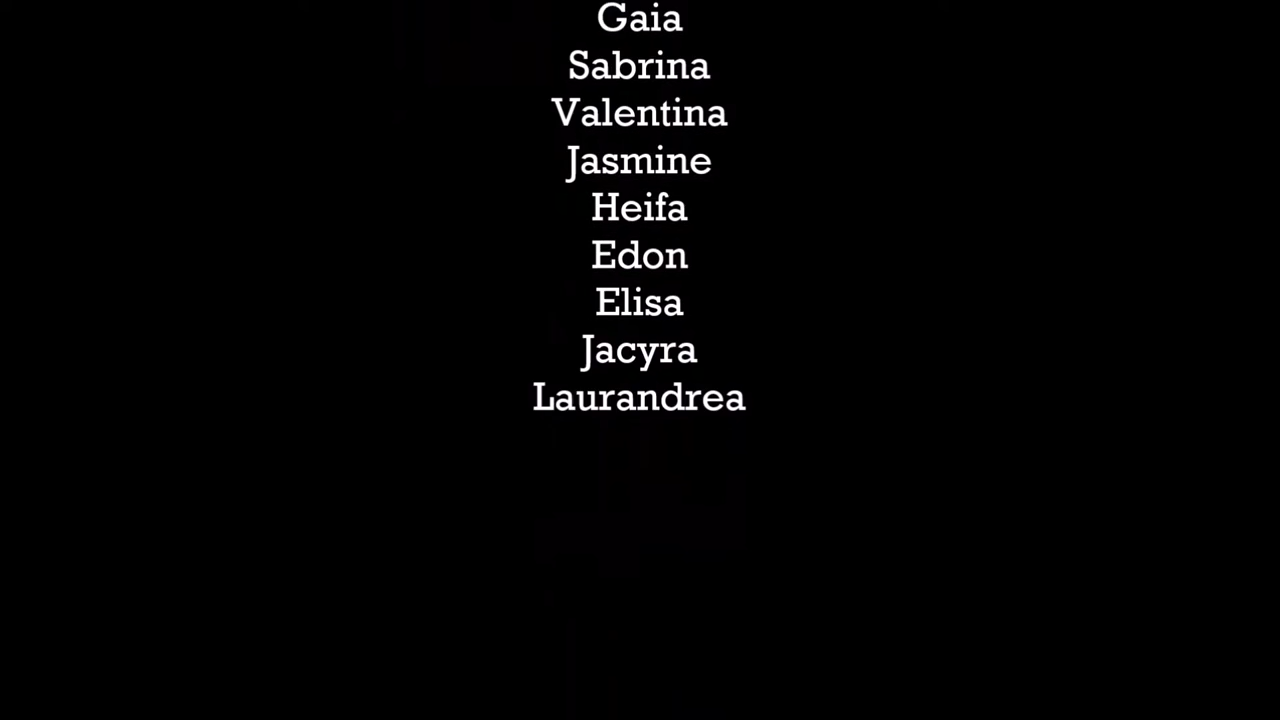 Gaia
Sabrina
Valentina
Jasmine
Heifa
Edon
Elisa
Jacyra
Laurandrea